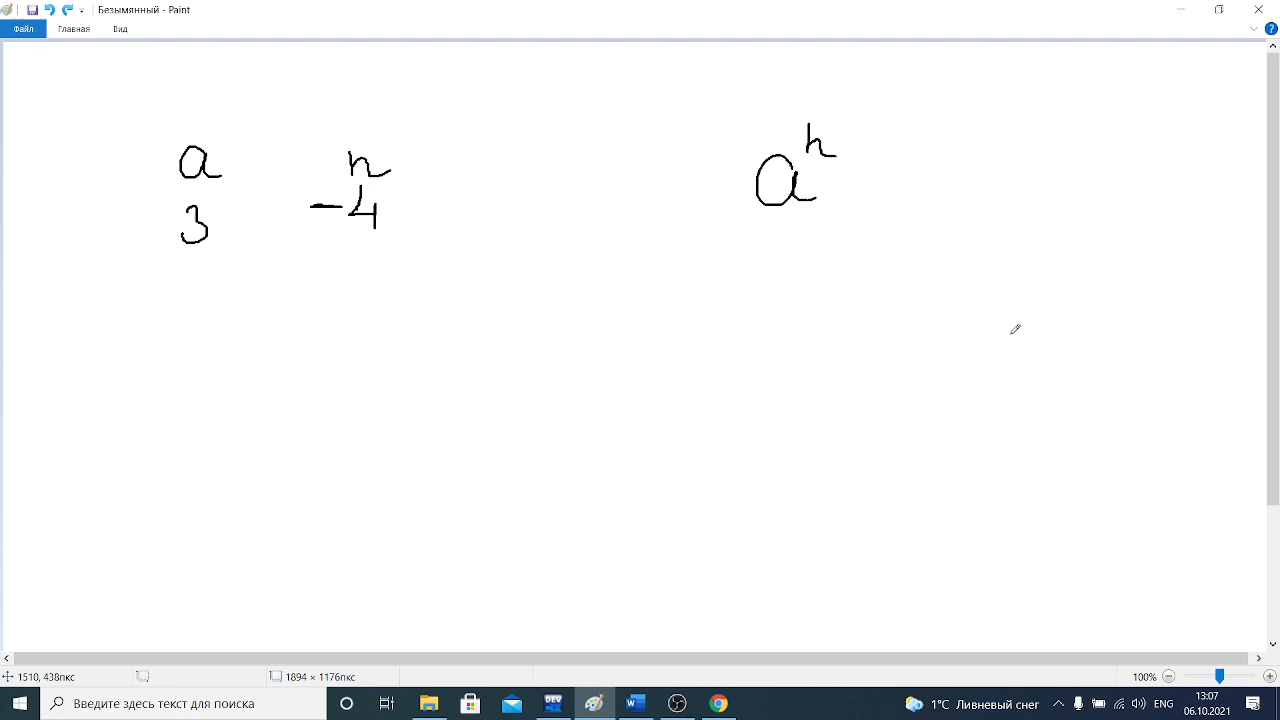 Безымянный - Paint
Файл Главная Вид
a n a^n
3 -4
1510, 438пкс 1894 × 1176пкс 100%
Введите здесь текст для поиска DEV W 1°C Ливневый снег ENG 13:07
06.10.2021